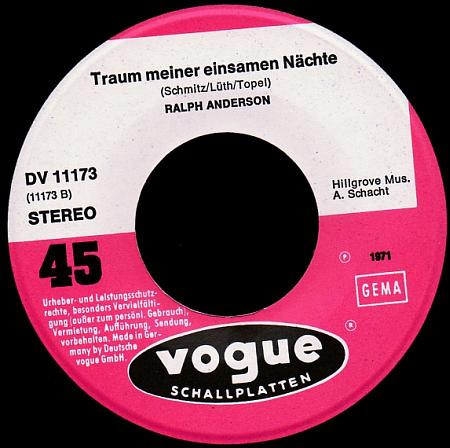 Traum meiner einsamen Nächte
(Schmitz/Lüth/Topel)
RALPH ANDERSON
DV 11173
(11173 B)
STEREO
Hillgrove Mus.
A. Schacht
45
Ⓟ 1971
GEMA
Urheber- und Leistungsschutz-
rechte, besonders Vervielfälti-
gung (außer zum persönl. Gebrauch),
Vermietung, Aufführung, Sendung,
vorbehalten. Made in Ger-
many by Deutsche
vogue GmbH.
®
vogue
SCHALLPLATTEN